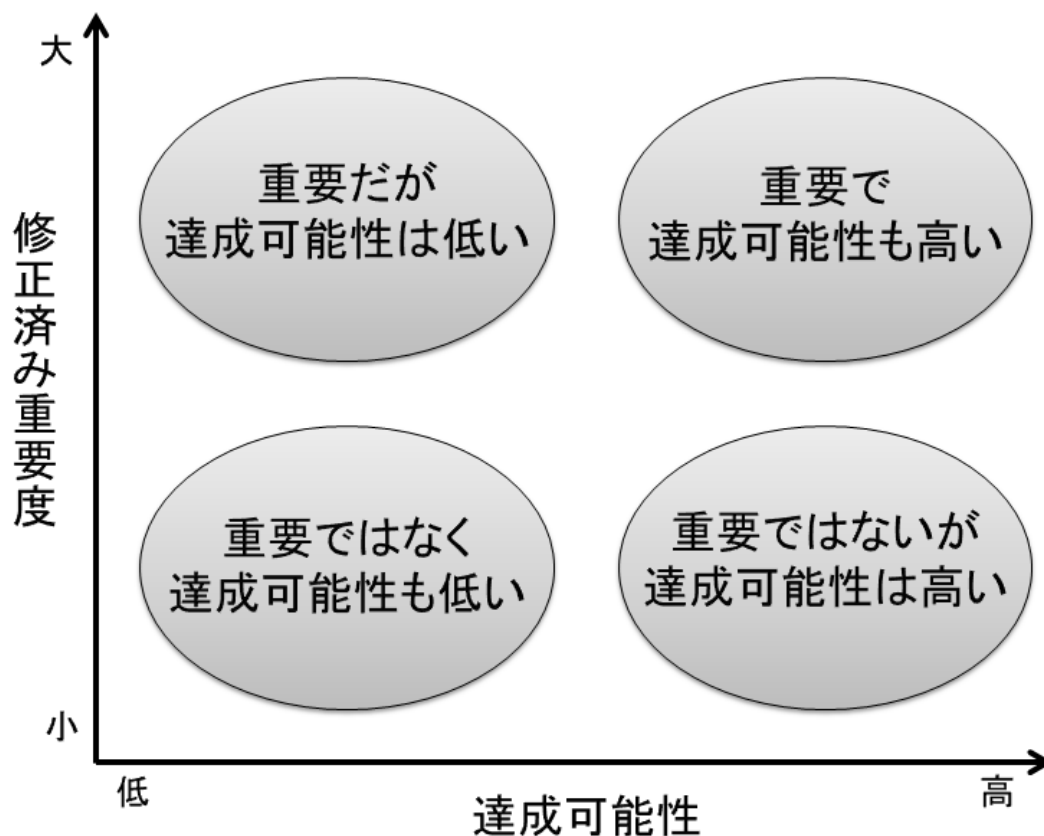 大
修正済み重要度
小
重要だが
達成可能性は低い
重要で
達成可能性も高い
重要ではなく
達成可能性も低い
重要ではないが
達成可能性は高い
低
達成可能性
高